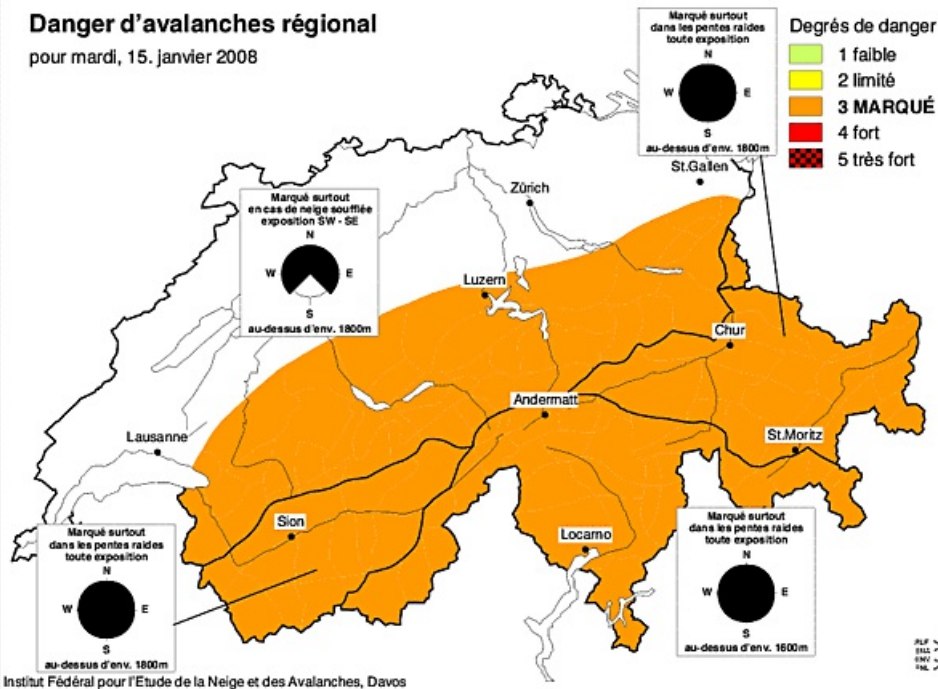 Danger d'avalanches régional
pour mardi, 15. janvier 2008
Marqué surtout
dans les pentes raides
toute exposition
N
W E
S
au-dessus d'env. 1800m
Degrés de danger
1 faible
2 limité
3 MARQUÉ
4 fort
5 très fort
St.Gallen
Zürich
Marqué surtout
en cas de neige soufflée
exposition SW - SE
N
W E
S
au-dessus d'env. 1800m
Luzern
Chur
Andermatt
Lausanne
St.Moritz
Sion
Locarno
Marqué surtout
dans les pentes raides
toute exposition
N
W E
S
au-dessus d'env. 1800m
Marqué surtout
dans les pentes raides
toute exposition
N
W E
S
au-dessus d'env. 1600m
Institut Fédéral pour l'Etude de la Neige et des Avalanches, Davos